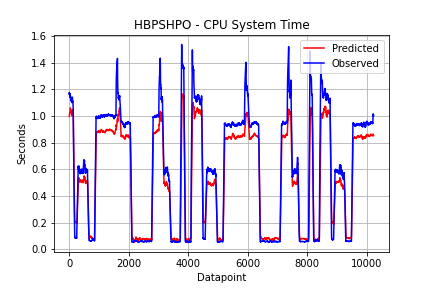 HBPSHPO - CPU System Time
Predicted
Observed
1.6
1.4
1.2
1.0
0.8
0.6
0.4
0.2
0.0
Seconds
0 2000 4000 6000 8000 10000
Datapoint